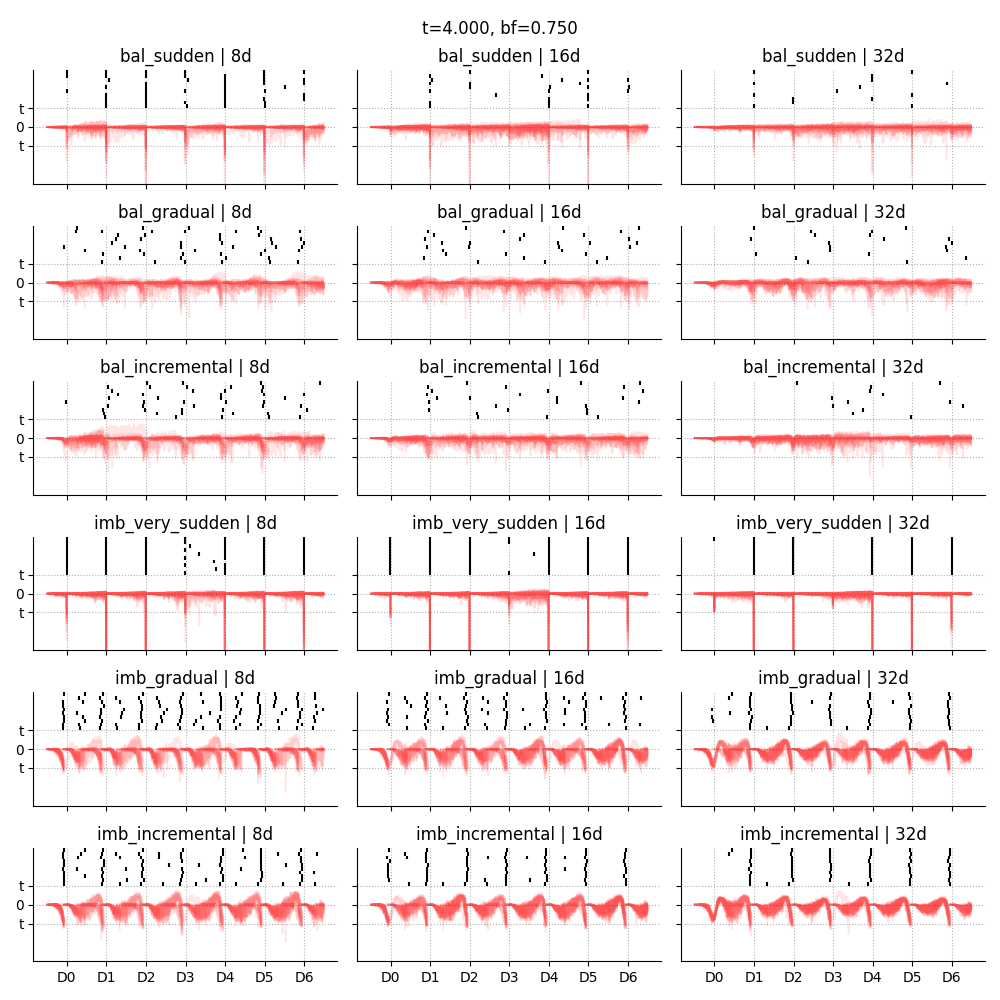 t=4.000, bf=0.750
bal_sudden | 8d
bal_sudden | 16d
bal_sudden | 32d
t
0
t
bal_gradual | 8d
bal_gradual | 16d
bal_gradual | 32d
t
0
t
bal_incremental | 8d
bal_incremental | 16d
bal_incremental | 32d
t
0
t
imb_very_sudden | 8d
imb_very_sudden | 16d
imb_very_sudden | 32d
t
0
t
imb_gradual | 8d
imb_gradual | 16d
imb_gradual | 32d
t
0
t
imb_incremental | 8d
imb_incremental | 16d
imb_incremental | 32d
t
0
t
D0 D1 D2 D3 D4 D5 D6
D0 D1 D2 D3 D4 D5 D6
D0 D1 D2 D3 D4 D5 D6